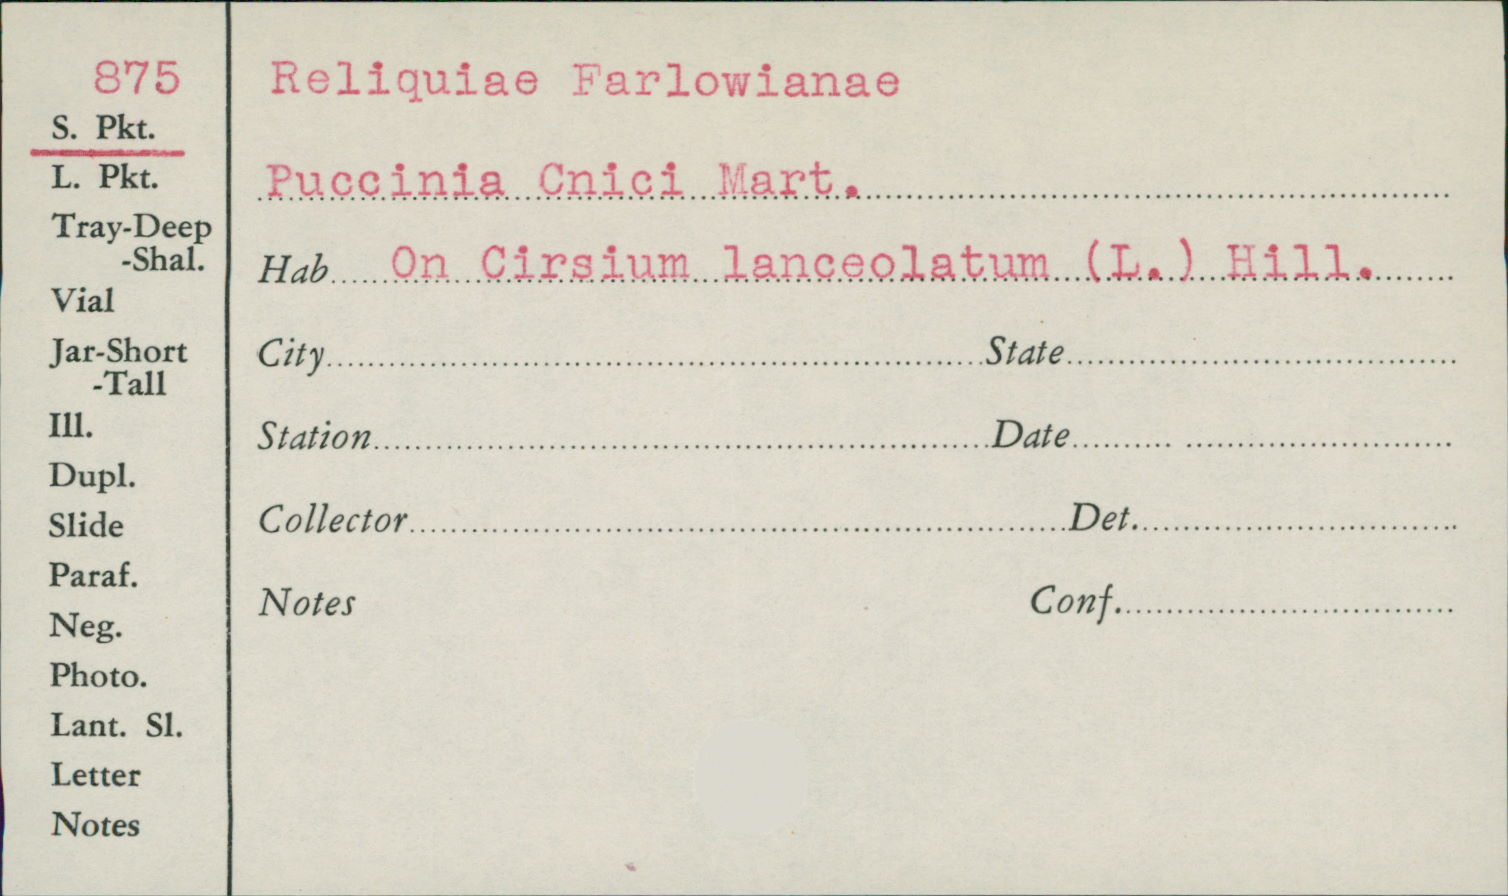 875
S. Pkt.
L. Pkt.
Tray-Deep
-Shal.
Vial
Jar-Short
-Tall
Ill.
Dupl.
Slide
Paraf.
Neg.
Photo.
Lant. Sl.
Letter
Notes
Reliquiae Farlowianae
Puccinia Cnici Mart.
Hab. On Cirsium lanceolatum (L.) Hill.
City State
Station Date
Collector Det.
Notes Conf.